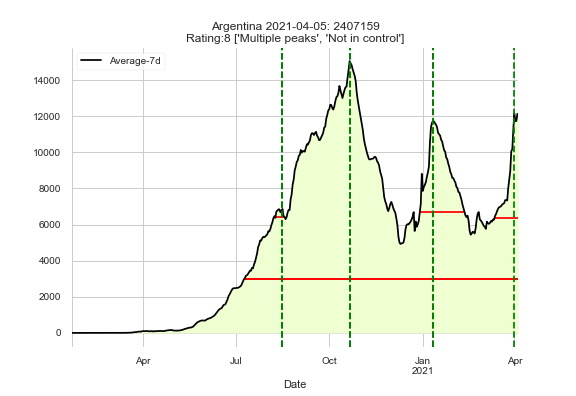 Argentina 2021-04-05: 2407159
Rating:8 ['Multiple peaks', 'Not in control']
Average-7d
14000
12000
10000
8000
6000
4000
2000
0
Apr
Jul
Oct
Jan
2021
Apr
Date